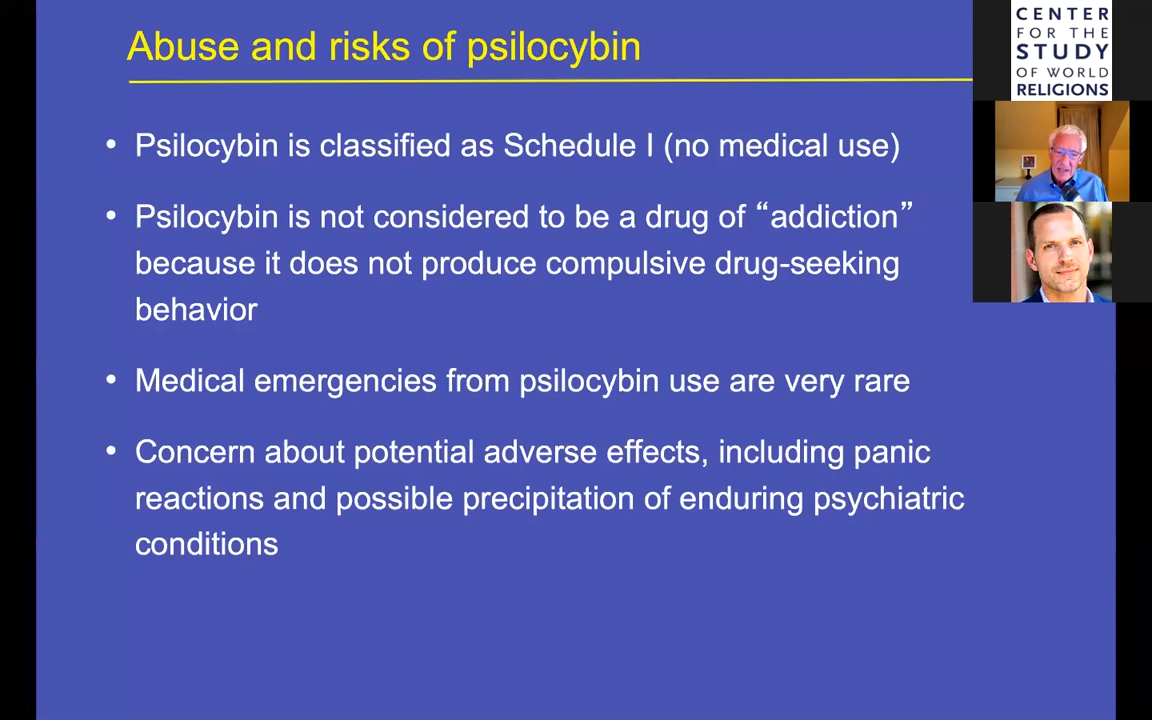 Abuse and risks of psilocybin
• Psilocybin is classified as Schedule I (no medical use)
• Psilocybin is not considered to be a drug of “addiction”
because it does not produce compulsive drug-seeking
behavior
• Medical emergencies from psilocybin use are very rare
• Concern about potential adverse effects, including panic
reactions and possible precipitation of enduring psychiatric
conditions
CENTER
FOR THE
STUDY
OF WORLD
RELIGIONS